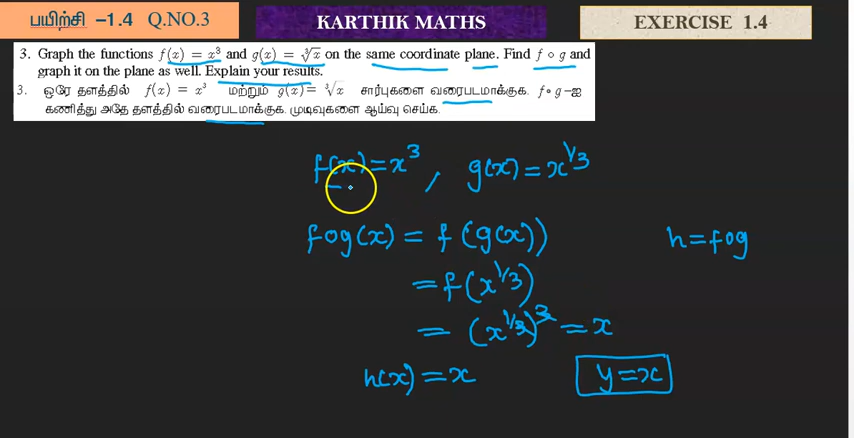 பயிற்சி –1.4 Q.NO.3
KARTHIK MATHS
EXERCISE 1.4
3. Graph the functions f(x) = x³ and g(x) = ∛x on the same coordinate plane. Find f ∘ g and
graph it on the plane as well. Explain your results.
3. ஒரே தளத்தில் f(x) = x³ மற்றும் g(x) = ∛x சார்புகளை வரைபடமாக்குக. f∘g–ஐ
கணித்து அதே தளத்தில் வரைபடமாக்குக. முடிவுகளை ஆய்வு செய்க.
f(x) = x³ , g(x) = x^1/3
fog(x) = f(g(x)) h = fog
= f(x^1/3)
= (x^1/3)^3 = x
h(x) = x y = x